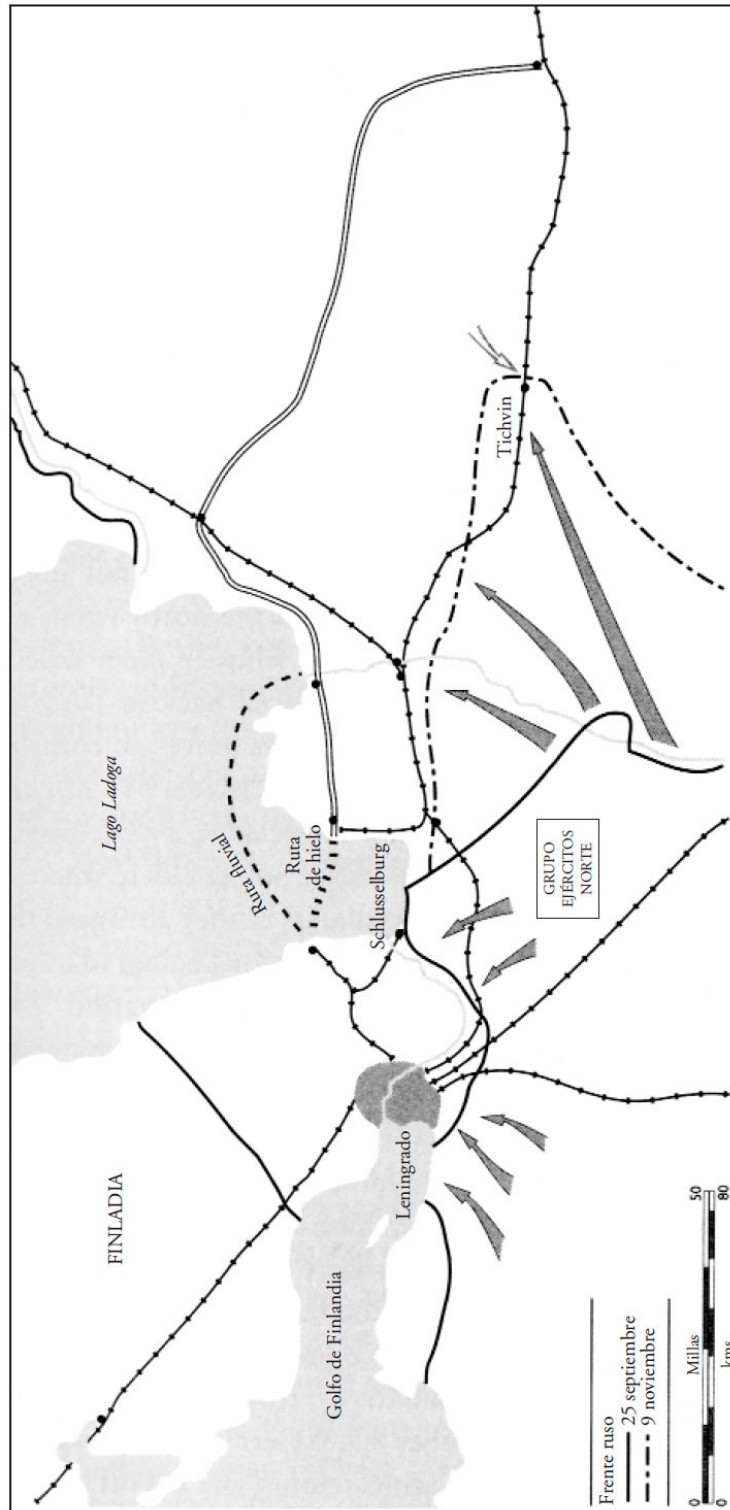 FINLADIA
Lago Ladoga
Ruta fluvial
Ruta
de hielo
Schlusselburg
Tichvin
Golfo de Finlandia
Leningrado
GRUPO
EJÉRCITOS
NORTE
Frente ruso
25 septiembre
9 noviembre
Millas
0 50
0 80
kms